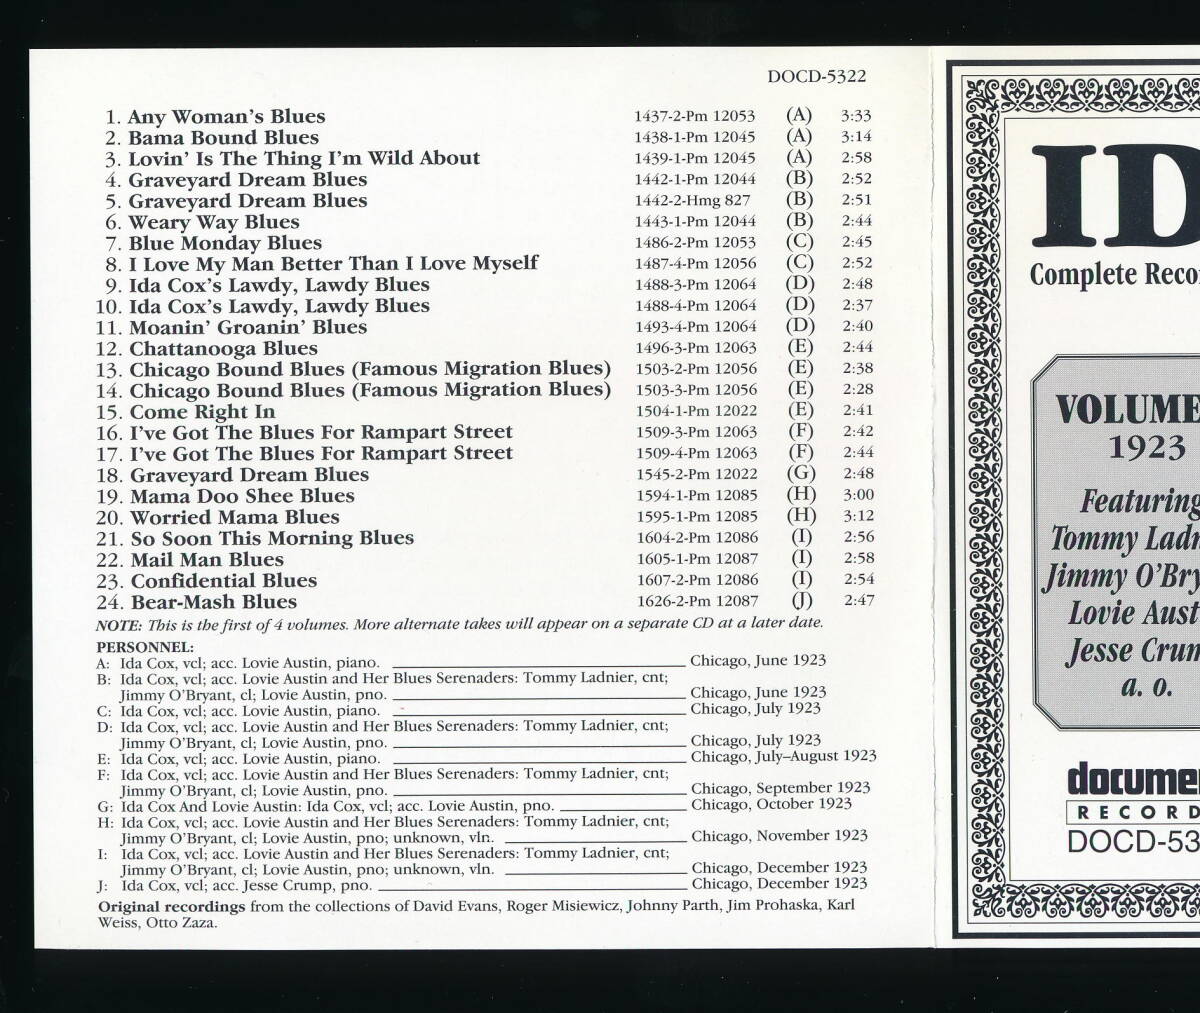 DOCD-5322
1. Any Woman's Blues 1437-2-Pm 12053 (A) 3:33
2. Bama Bound Blues 1438-1-Pm 12045 (A) 3:14
3. Lovin' Is The Thing I'm Wild About 1439-1-Pm 12045 (A) 2:58
4. Graveyard Dream Blues 1442-1-Pm 12044 (B) 2:52
5. Graveyard Dream Blues 1442-2-Hmg 827 (B) 2:51
6. Weary Way Blues 1443-1-Pm 12044 (B) 2:44
7. Blue Monday Blues 1486-2-Pm 12053 (C) 2:45
8. I Love My Man Better Than I Love Myself 1487-4-Pm 12056 (C) 2:52
9. Ida Cox's Lawdy, Lawdy Blues 1488-3-Pm 12064 (D) 2:48
10. Ida Cox's Lawdy, Lawdy Blues 1488-4-Pm 12064 (D) 2:37
11. Moanin' Groanin' Blues 1493-4-Pm 12064 (D) 2:40
12. Chattanooga Blues 1496-3-Pm 12063 (E) 2:44
13. Chicago Bound Blues (Famous Migration Blues) 1503-2-Pm 12056 (E) 2:38
14. Chicago Bound Blues (Famous Migration Blues) 1503-3-Pm 12056 (E) 2:28
15. Come Right In 1504-1-Pm 12022 (E) 2:41
16. I've Got The Blues For Rampart Street 1509-3-Pm 12063 (F) 2:42
17. I've Got The Blues For Rampart Street 1509-4-Pm 12063 (F) 2:44
18. Graveyard Dream Blues 1545-2-Pm 12022 (G) 2:48
19. Mama Doo Shee Blues 1594-1-Pm 12085 (H) 3:00
20. Worried Mama Blues 1595-1-Pm 12085 (H) 3:12
21. So Soon This Morning Blues 1604-2-Pm 12086 (I) 2:56
22. Mail Man Blues 1605-1-Pm 12087 (I) 2:58
23. Confidential Blues 1607-2-Pm 12086 (I) 2:54
24. Bear-Mash Blues 1626-2-Pm 12087 (J) 2:47
NOTE: This is the first of 4 volumes. More alternate takes will appear on a separate CD at a later date.
PERSONNEL:
A: Ida Cox, vcl; acc. Lovie Austin, piano. Chicago, June 1923
B: Ida Cox, vcl; acc. Lovie Austin and Her Blues Serenaders: Tommy Ladnier, cnt;
Jimmy O'Bryant, cl; Lovie Austin, pno. Chicago, June 1923
C: Ida Cox, vcl; acc. Lovie Austin, piano. Chicago, July 1923
D: Ida Cox, vcl; acc. Lovie Austin and Her Blues Serenaders: Tommy Ladnier, cnt;
Jimmy O'Bryant, cl; Lovie Austin, pno. Chicago, July 1923
E: Ida Cox, vcl; acc. Lovie Austin, piano. Chicago, July–August 1923
F: Ida Cox, vcl; acc. Lovie Austin and Her Blues Serenaders: Tommy Ladnier, cnt;
Jimmy O'Bryant, cl; Lovie Austin, pno. Chicago, September 1923
G: Ida Cox And Lovie Austin: Ida Cox, vcl; acc. Lovie Austin, pno. Chicago, October 1923
H: Ida Cox, vcl; acc. Lovie Austin and Her Blues Serenaders: Tommy Ladnier, cnt;
Jimmy O'Bryant, cl; Lovie Austin, pno; unknown, vln. Chicago, November 1923
I: Ida Cox, vcl; acc. Lovie Austin and Her Blues Serenaders: Tommy Ladnier, cnt;
Jimmy O'Bryant, cl; Lovie Austin, pno; unknown, vln. Chicago, December 1923
J: Ida Cox, vcl; acc. Jesse Crump, pno. Chicago, December 1923
Original recordings from the collections of David Evans, Roger Misiewicz, Johnny Parth, Jim Prohaska, Karl
Weiss, Otto Zaza.
ID
Complete Reco
VOLUME
1923
Featuring
Tommy Ladn
Jimmy O'Bry
Lovie Aust
Jesse Crum
a. o.
docume
RECORD
DOCD-53